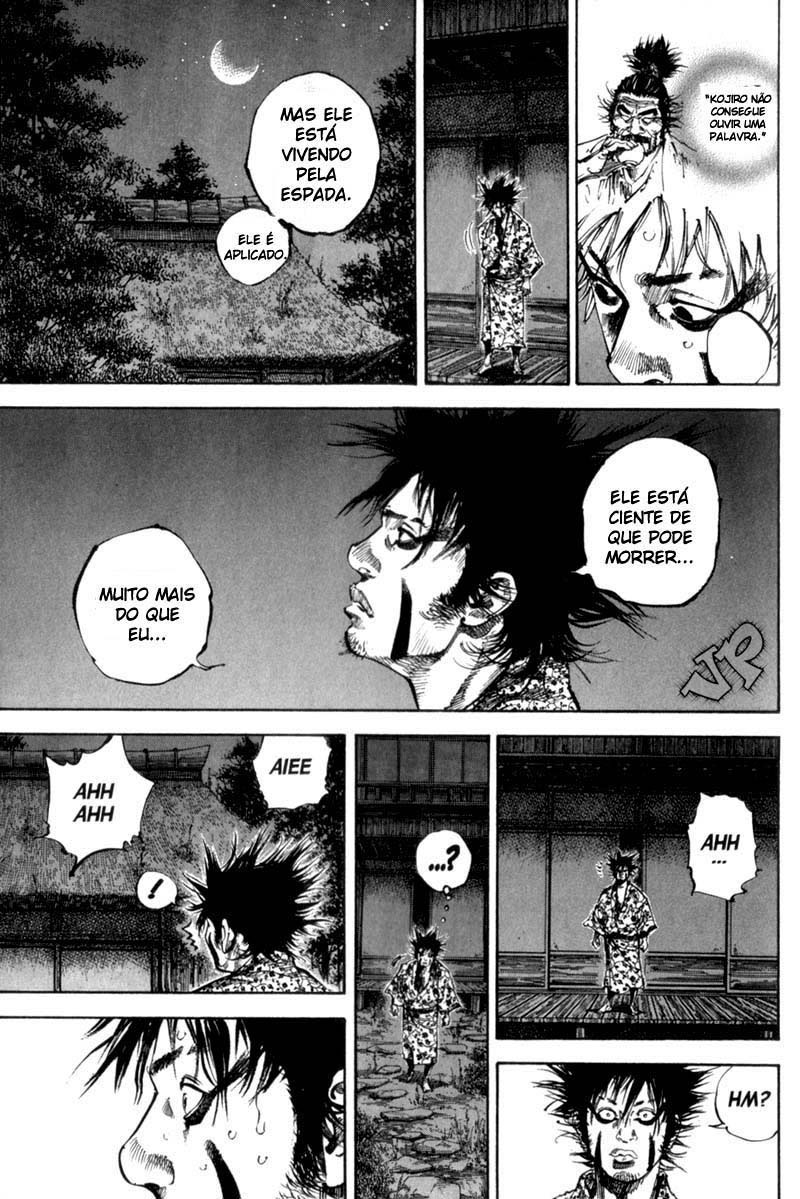 "KOJIRO NÃO
CONSEGUE
OUVIR UMA
PALAVRA."
MAS ELE
ESTÁ
VIVENDO
PELA
ESPADA.
ELE É
APLICADO.
ELE ESTÁ
CIENTE DE
QUE PODE
MORRER...
MUITO MAIS
DO QUE
EU...
VP
AHH
...
...?
AIEE
AHH
AHH
!
HM?